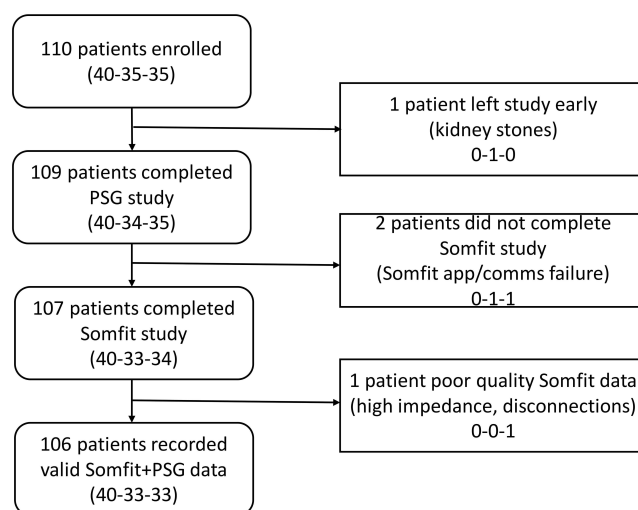 110 patients enrolled
(40-35-35)
1 patient left study early
(kidney stones)
0-1-0
109 patients completed
PSG study
(40-34-35)
2 patients did not complete
Somfit study
(Somfit app/comms failure)
0-1-1
107 patients completed
Somfit study
(40-33-34)
1 patient poor quality Somfit data
(high impedance, disconnections)
0-0-1
106 patients recorded
valid Somfit+PSG data
(40-33-33)